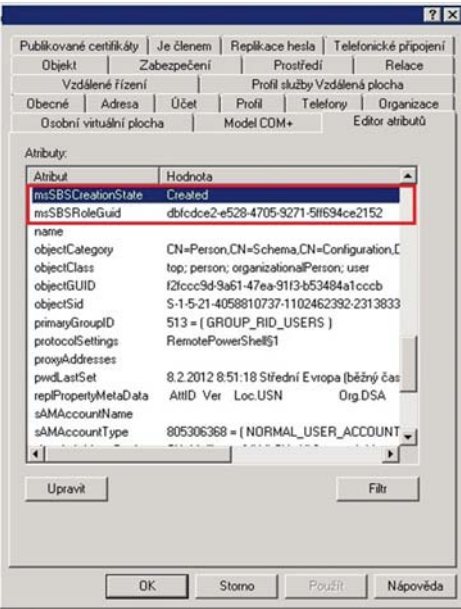 Publikované certifikáty Je členem Replikace hesla Telefonické připojení
Objekt Zabezpečení Prostředí Relace
Vzdálené řízení Profil služby Vzdálená plocha
Obecné Adresa Účet Profil Telefony Organizace
Osobní virtuální plocha Model COM+ Editor atributů
Atributy:
Atribut Hodnota
msSBSCreationState Created
msSBSRoleGuid dbfcdce2-e528-4705-9271-5ff694ce2152
name
objectCategory CN=Person,CN=Schema,CN=Configuration,D
objectClass top; person; organizationalPerson; user
objectGUID f2fccc9d-9a61-47ea-91f3-b53484a1cccb
objectSid S-1-5-21-4058810737-1102462392-2313833
primaryGroupID 513 = ( GROUP_RID_USERS )
protocolSettings RemotePowerShell§1
proxyAddresses
pwdLastSet 8.2.2012 8:51:18 Střední Evropa (běžný čas
replPropertyMetaData AttID Ver Loc.USN Org.DSA
sAMAccountName
sAMAccountType 805306368 = ( NORMAL_USER_ACCOUNT
Upravit Filtr
OK Storno Použít Nápověda